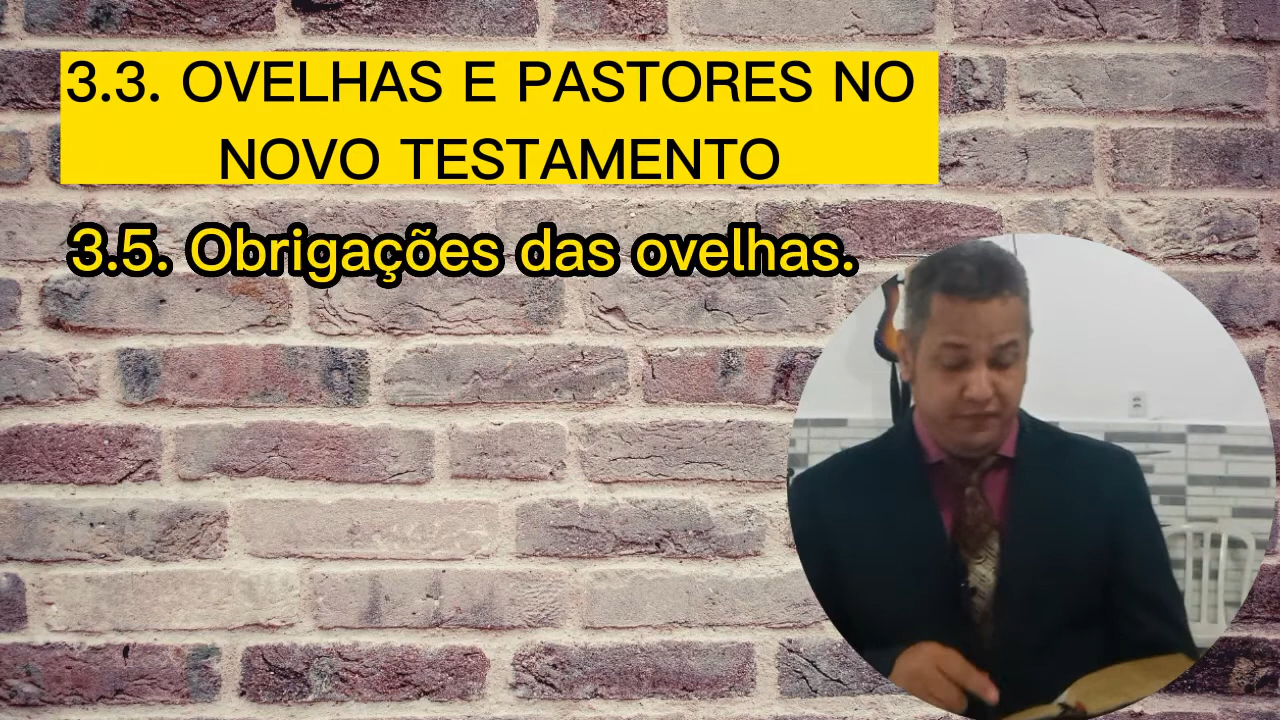 3.3. OVELHAS E PASTORES NO
NOVO TESTAMENTO
3.5. Obrigações das ovelhas.